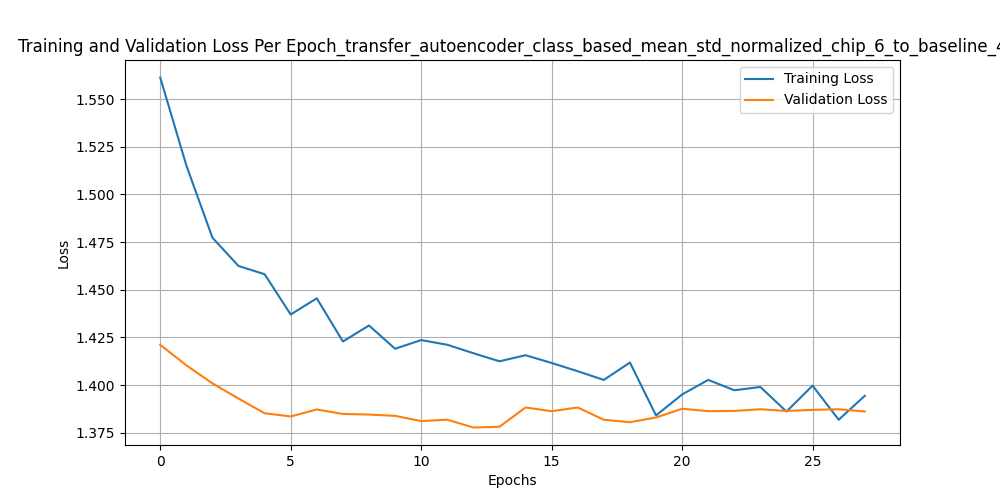 Training and Validation Loss Per Epoch_transfer_autoencoder_class_based_mean_std_normalized_chip_6_to_baseline_4
Training Loss
Validation Loss
1.550
1.525
1.500
1.475
1.450
1.425
1.400
1.375
Loss
0 5 10 15 20 25
Epochs